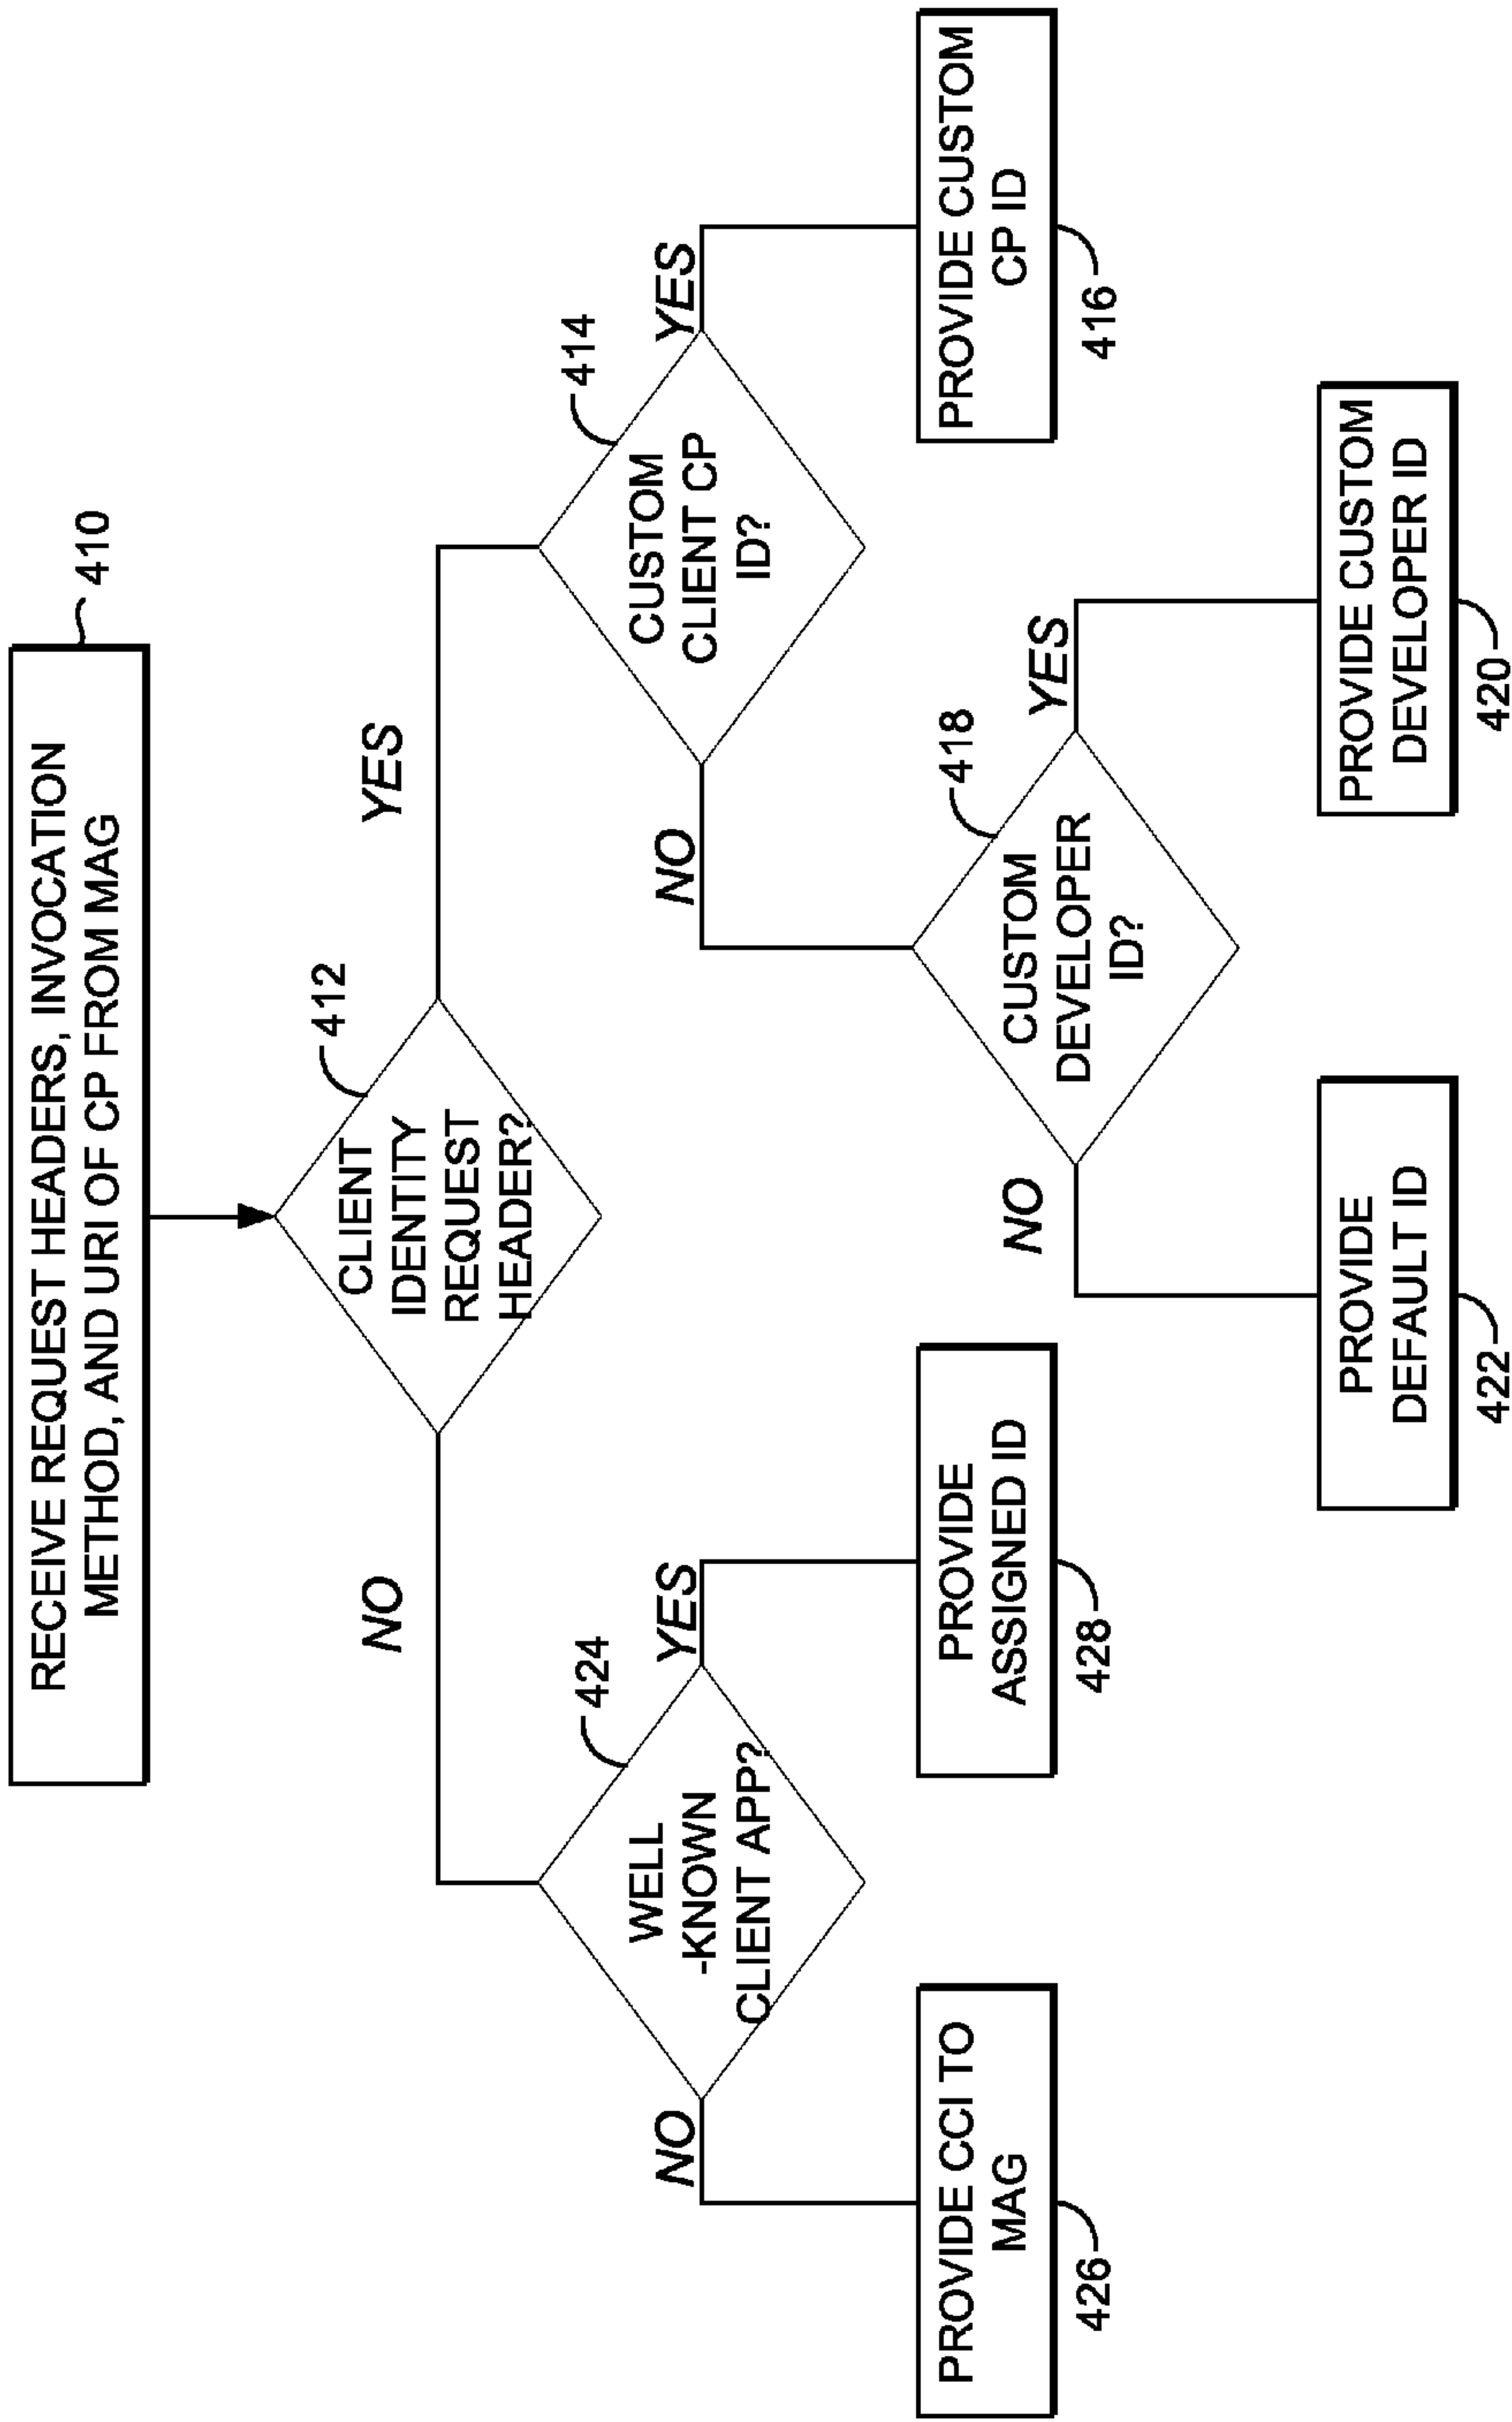 RECEIVE REQUEST HEADERS, INVOCATION
METHOD, AND URI OF CP FROM MAG
410
CLIENT
IDENTITY
REQUEST
HEADER?
412
NO
YES
WELL
-KNOWN
CLIENT APP?
424
NO
YES
CUSTOM
CLIENT CP
ID?
414
NO
YES
PROVIDE CCI TO
MAG
426
PROVIDE
ASSIGNED ID
428
CUSTOM
DEVELOPER
ID?
418
NO
YES
PROVIDE CUSTOM
CP ID
416
PROVIDE
DEFAULT ID
422
PROVIDE CUSTOM
DEVELOPER ID
420